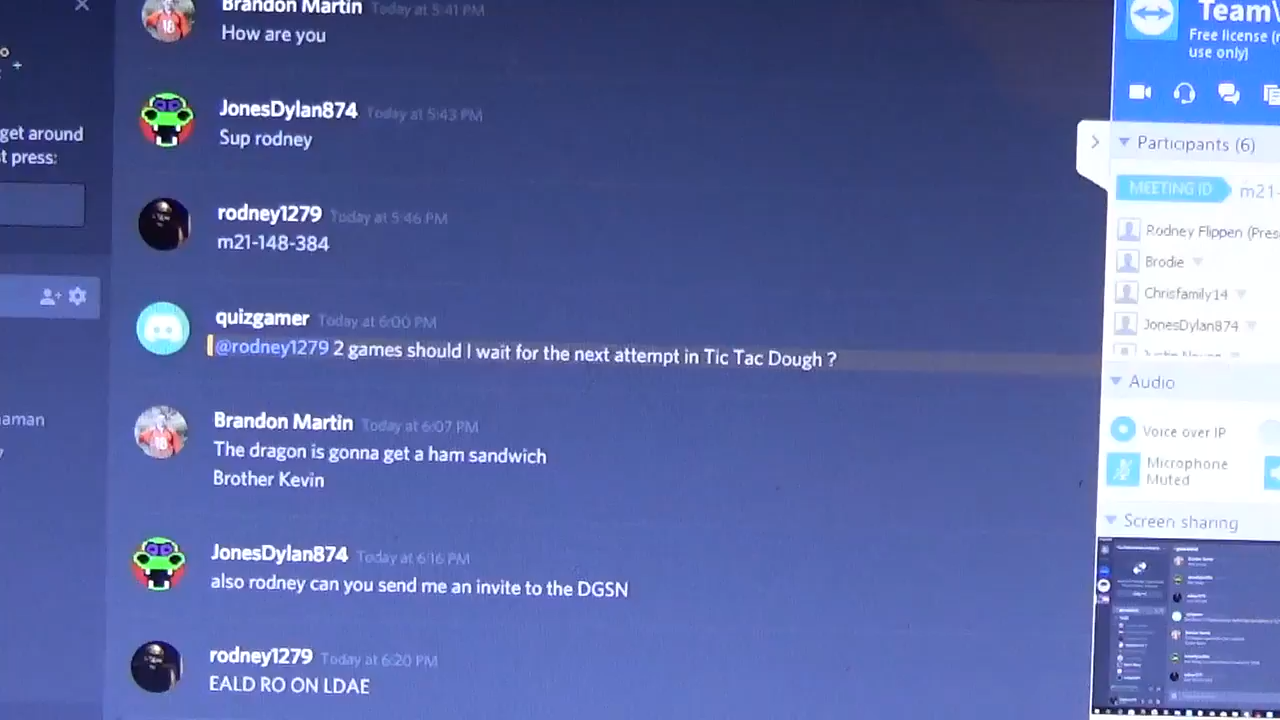 Brandon Martin Today at 5:41 PM
How are you
JonesDylan874 Today at 5:43 PM
Sup rodney
get around
t press:
rodney1279 Today at 5:46 PM
m21-148-384
quizgamer Today at 6:00 PM
@rodney1279 2 games should I wait for the next attempt in Tic Tac Dough ?
aman
Brandon Martin Today at 6:07 PM
The dragon is gonna get a ham sandwich
Brother Kevin
JonesDylan874 Today at 6:16 PM
also rodney can you send me an invite to the DGSN
rodney1279 Today at 6:20 PM
EALD RO ON LDAE
Team
Free license (
use only)
Participants (6)
MEETING ID m21-
Rodney Flippen (Pres
Brodie
Chrisfamily14
JonesDylan874
Audio
Voice over IP
Microphone
Muted
Screen sharing